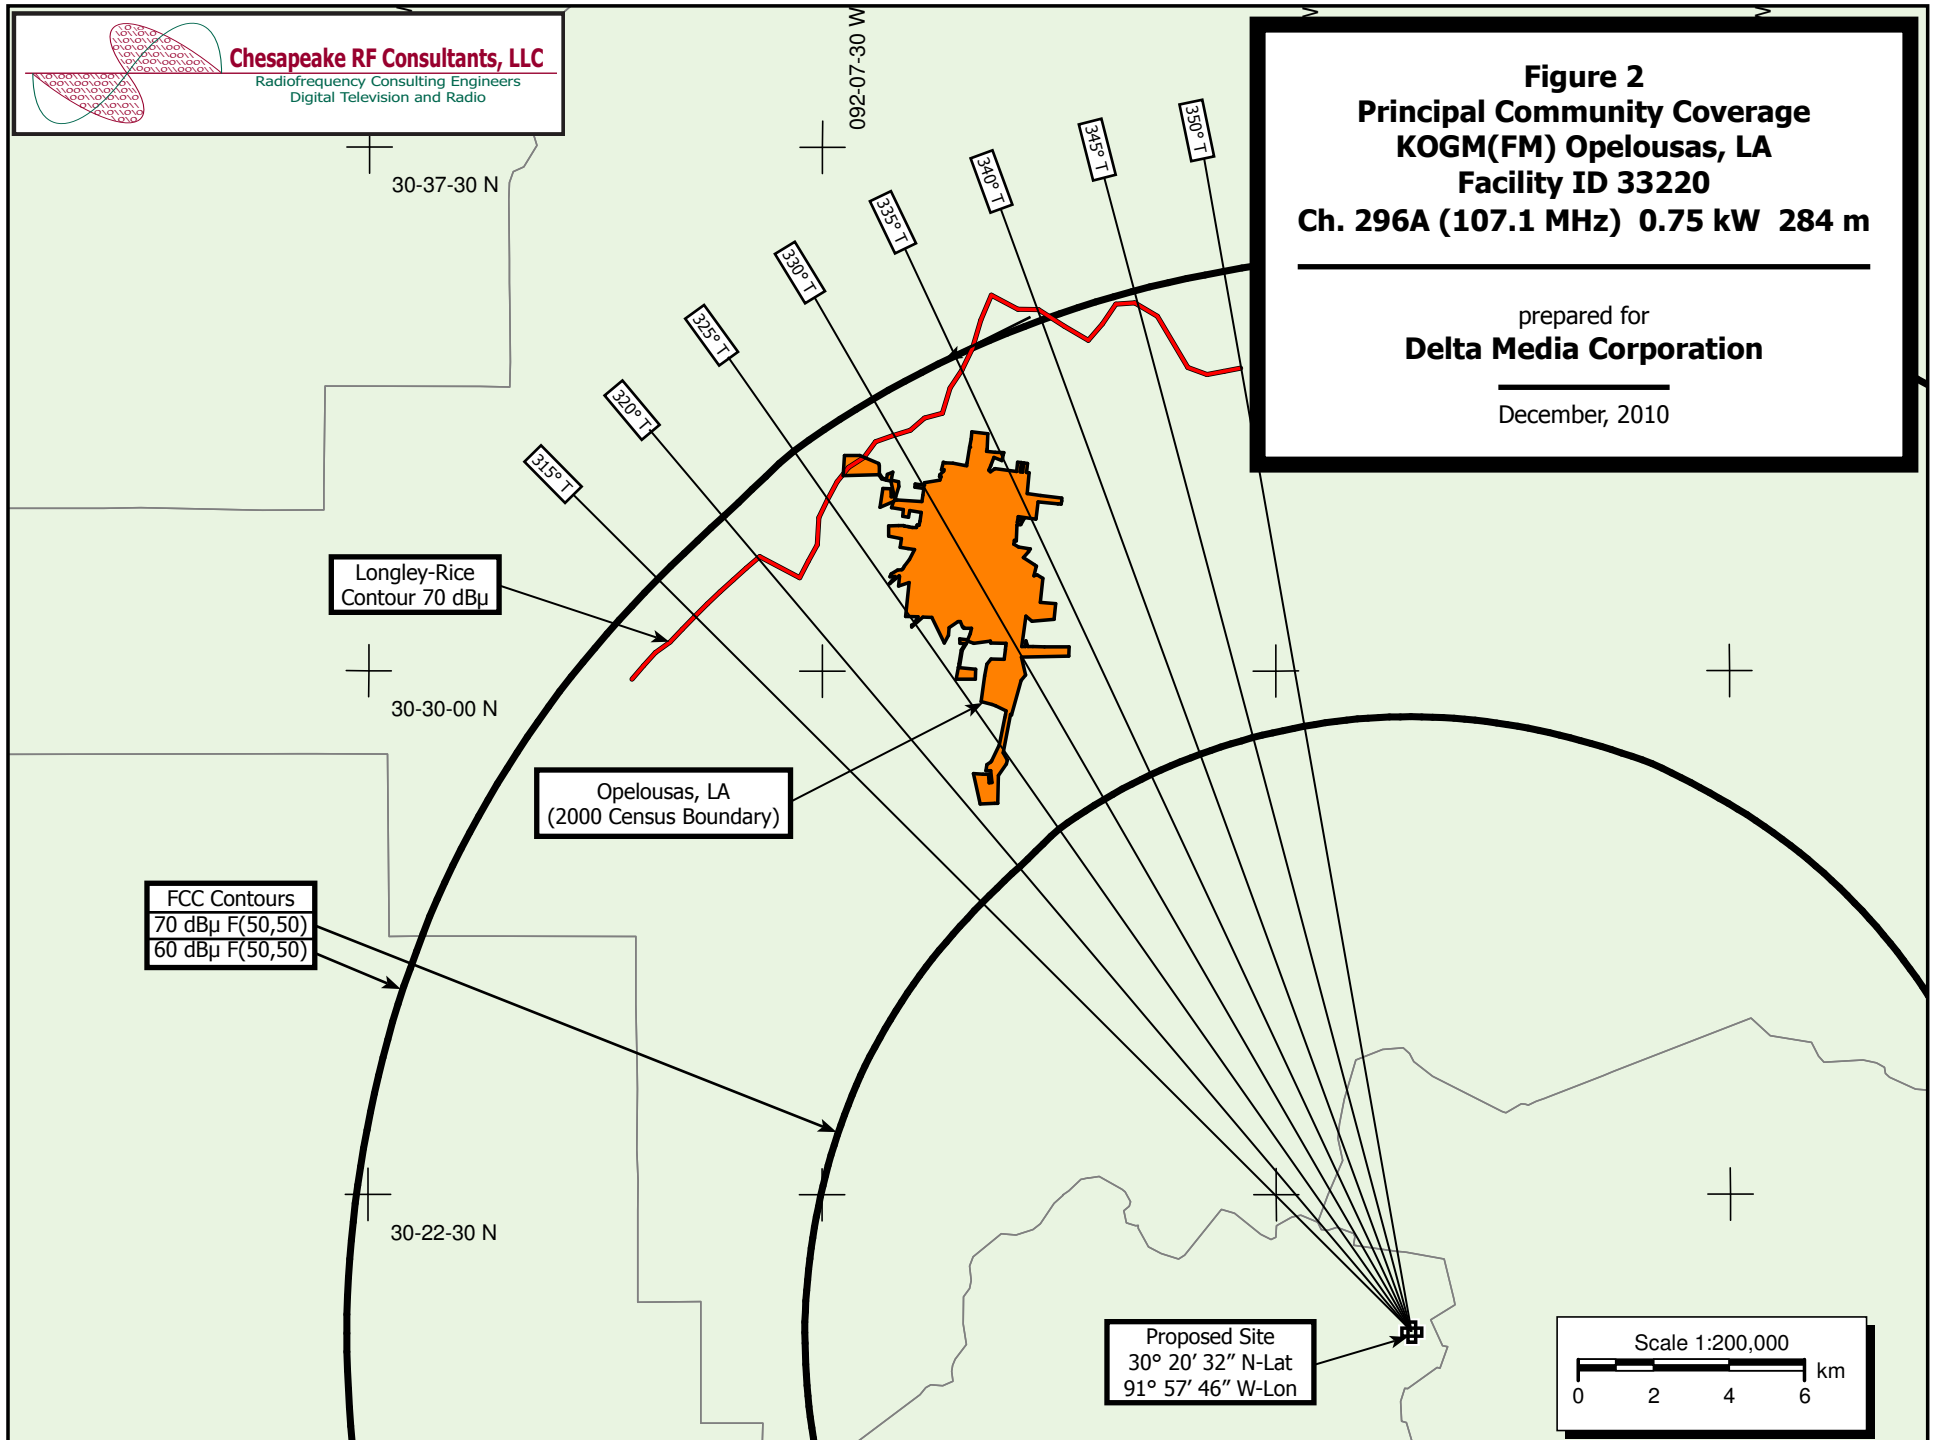 Chesapeake RF Consultants, LLC
Radiofrequency Consulting Engineers
Digital Television and Radio
092-07-30 W
W
W
W
Figure 2
Principal Community Coverage
KOGM(FM) Opelousas, LA
Facility ID 33220
Ch. 296A (107.1 MHz)  0.75 kW  284 m
prepared for
Delta Media Corporation
December, 2010
30-37-30 N
350° T
345° T
340° T
335° T
330° T
325° T
320° T
315° T
Longley-Rice
Contour 70 dBµ
30-30-00 N
Opelousas, LA
(2000 Census Boundary)
FCC Contours
70 dBµ F(50,50)
60 dBµ F(50,50)
30-22-30 N
Proposed Site
30° 20′ 32″ N-Lat
91° 57′ 46″ W-Lon
Scale 1:200,000
km
0 2 4 6